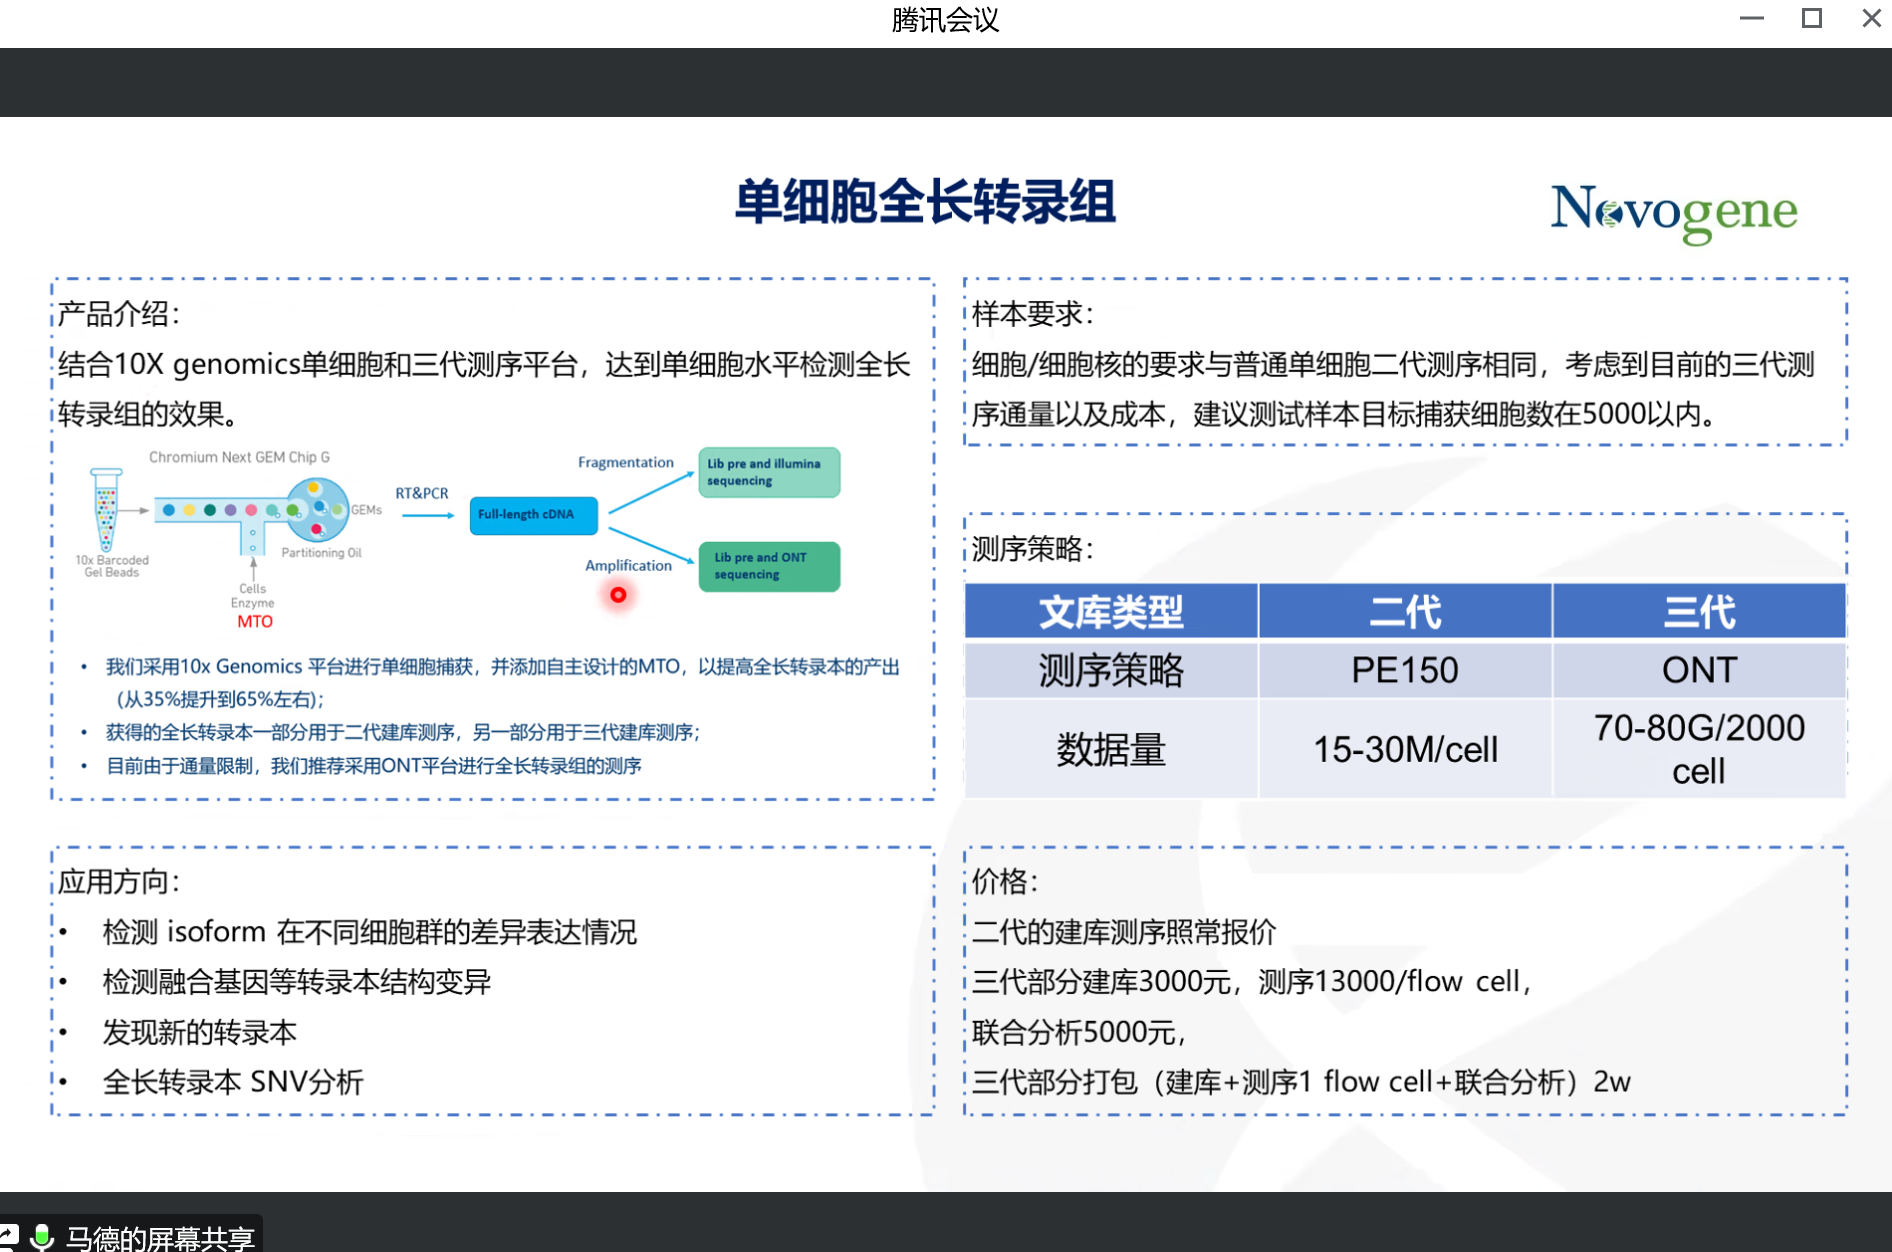 腾讯会议
单细胞全长转录组
Novogene
产品介绍：
结合10X genomics单细胞和三代测序平台，达到单细胞水平检测全长
转录组的效果。
Chromium Next GEM Chip G
10x Barcoded
Gel Beads
Cells
Enzyme
MTO
GEMs
Partitioning Oil
RT&PCR
Full-length cDNA
Fragmentation
Lib pre and illumina
sequencing
Amplification
Lib pre and ONT
sequencing
• 我们采用10x Genomics 平台进行单细胞捕获，并添加自主设计的MTO，以提高全长转录本的产出
（从35%提升到65%左右）；
• 获得的全长转录本一部分用于二代建库测序，另一部分用于三代建库测序；
• 目前由于通量限制，我们推荐采用ONT平台进行全长转录组的测序
样本要求：
细胞/细胞核的要求与普通单细胞二代测序相同，考虑到目前的三代测
序通量以及成本，建议测试样本目标捕获细胞数在5000以内。
测序策略：
文库类型 二代 三代
测序策略 PE150 ONT
数据量 15-30M/cell 70-80G/2000
cell
应用方向：
• 检测 isoform 在不同细胞群的差异表达情况
• 检测融合基因等转录本结构变异
• 发现新的转录本
• 全长转录本 SNV分析
价格：
二代的建库测序照常报价
三代部分建库3000元，测序13000/flow cell，
联合分析5000元，
三代部分打包（建库+测序1 flow cell+联合分析）2w
马德的屏幕共享